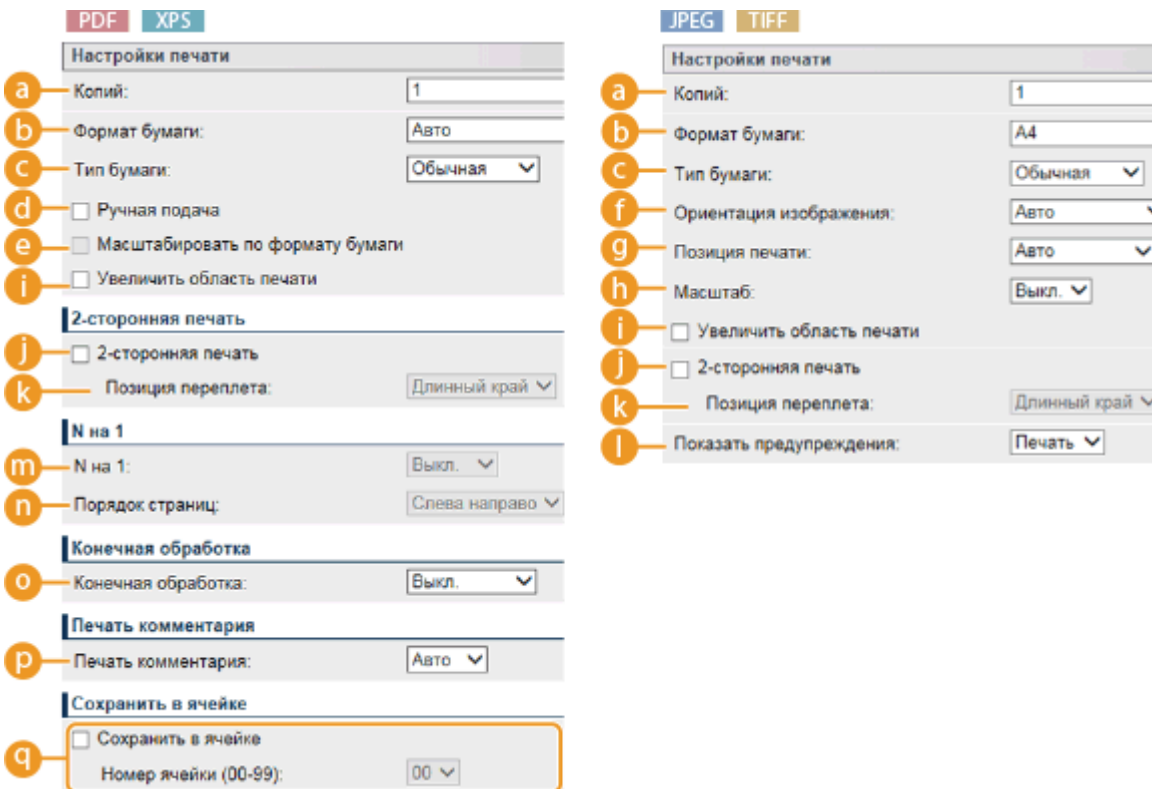 PDF XPS
Настройки печати
a Копий: 1
b Формат бумаги: Авто
c Тип бумаги: Обычная
d Ручная подача
e Масштабировать по формату бумаги
i Увеличить область печати
2-сторонняя печать
j 2-сторонняя печать
k Позиция переплета: Длинный край
N на 1
m N на 1: Выкл.
n Порядок страниц: Слева направо
Конечная обработка
o Конечная обработка: Выкл.
Печать комментария
p Печать комментария: Авто
Сохранить в ячейке
q Сохранить в ячейке
Номер ячейки (00-99): 00
JPEG TIFF
Настройки печати
a Копий: 1
b Формат бумаги: A4
c Тип бумаги: Обычная
f Ориентация изображения: Авто
g Позиция печати: Авто
h Масштаб: Выкл.
i Увеличить область печати
j 2-сторонняя печать
k Позиция переплета: Длинный край
l Показать предупреждения: Печать